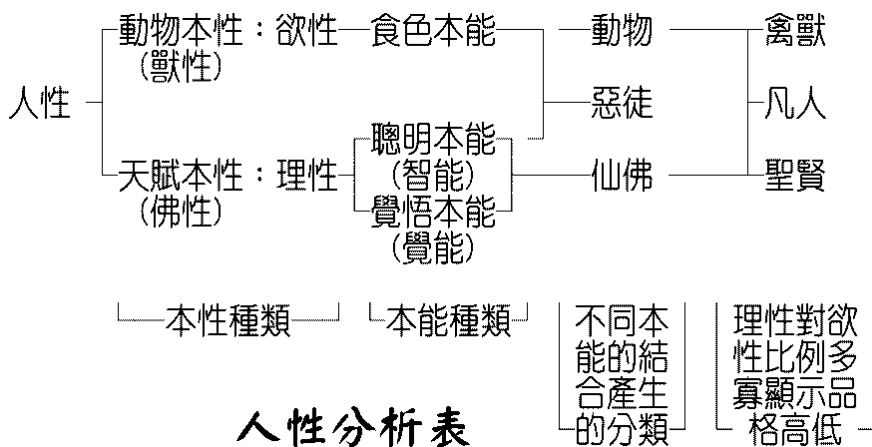 動物本性：欲性 食色本能 動物 禽獸
(獸性)
人性 惡徒 凡人
聰明本能
天賦本性：理性 (智能) 仙佛 聖賢
(佛性) 覺悟本能
(覺能)
本性種類 本能種類 不同本 理性對欲
能的結 性比例多
合產生 寡顯示品
人性分析表 的分類 格高低